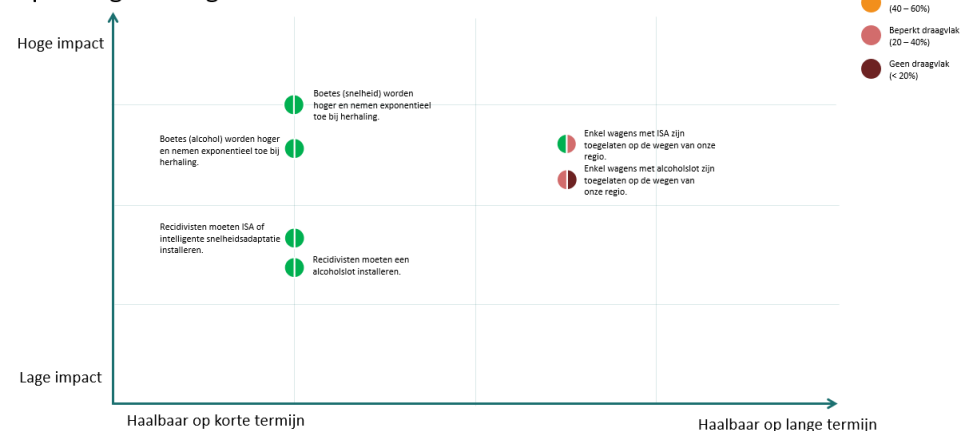 (40 – 60%)
Beperkt draagvlak
(20 – 40%)
Geen draagvlak
(< 20%)
Hoge impact
Boetes (snelheid) worden
hoger en nemen exponentieel
toe bij herhaling.
Boetes (alcohol) worden hoger
en nemen exponentieel toe bij
herhaling.
Enkel wagens met ISA zijn
toegelaten op de wegen van onze
regio.
Enkel wagens met alcoholslot zijn
toegelaten op de wegen van
onze regio.
Recidivisten moeten ISA of
intelligente snelheidsadaptatie
installeren.
Recidivisten moeten een
alcoholslot installeren.
Lage impact
Haalbaar op korte termijn
Haalbaar op lange termijn